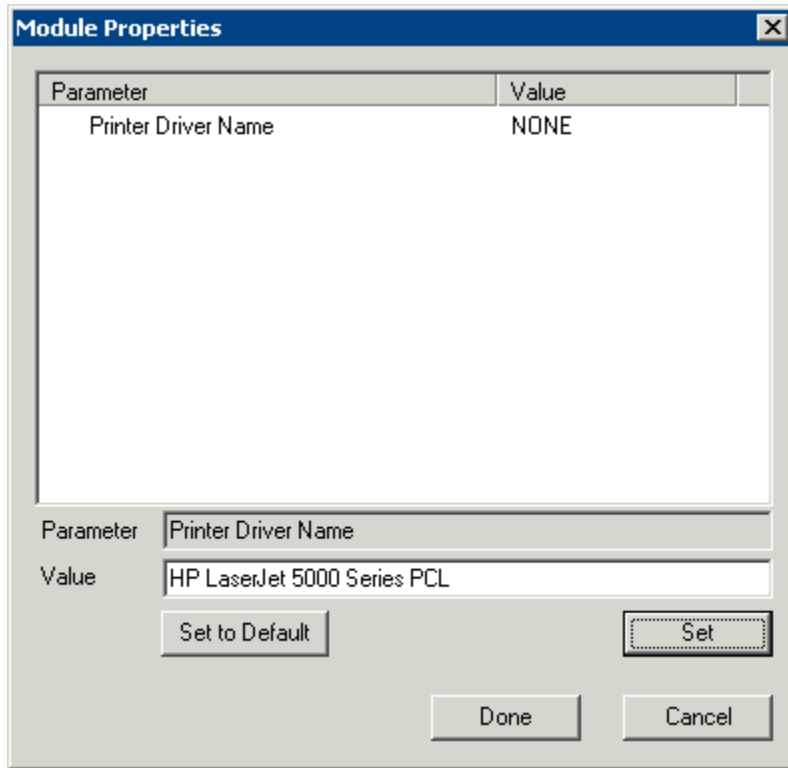 Module Properties
Parameter Value
Printer Driver Name NONE
Parameter Printer Driver Name
Value HP LaserJet 5000 Series PCL
Set to Default Set
Done Cancel